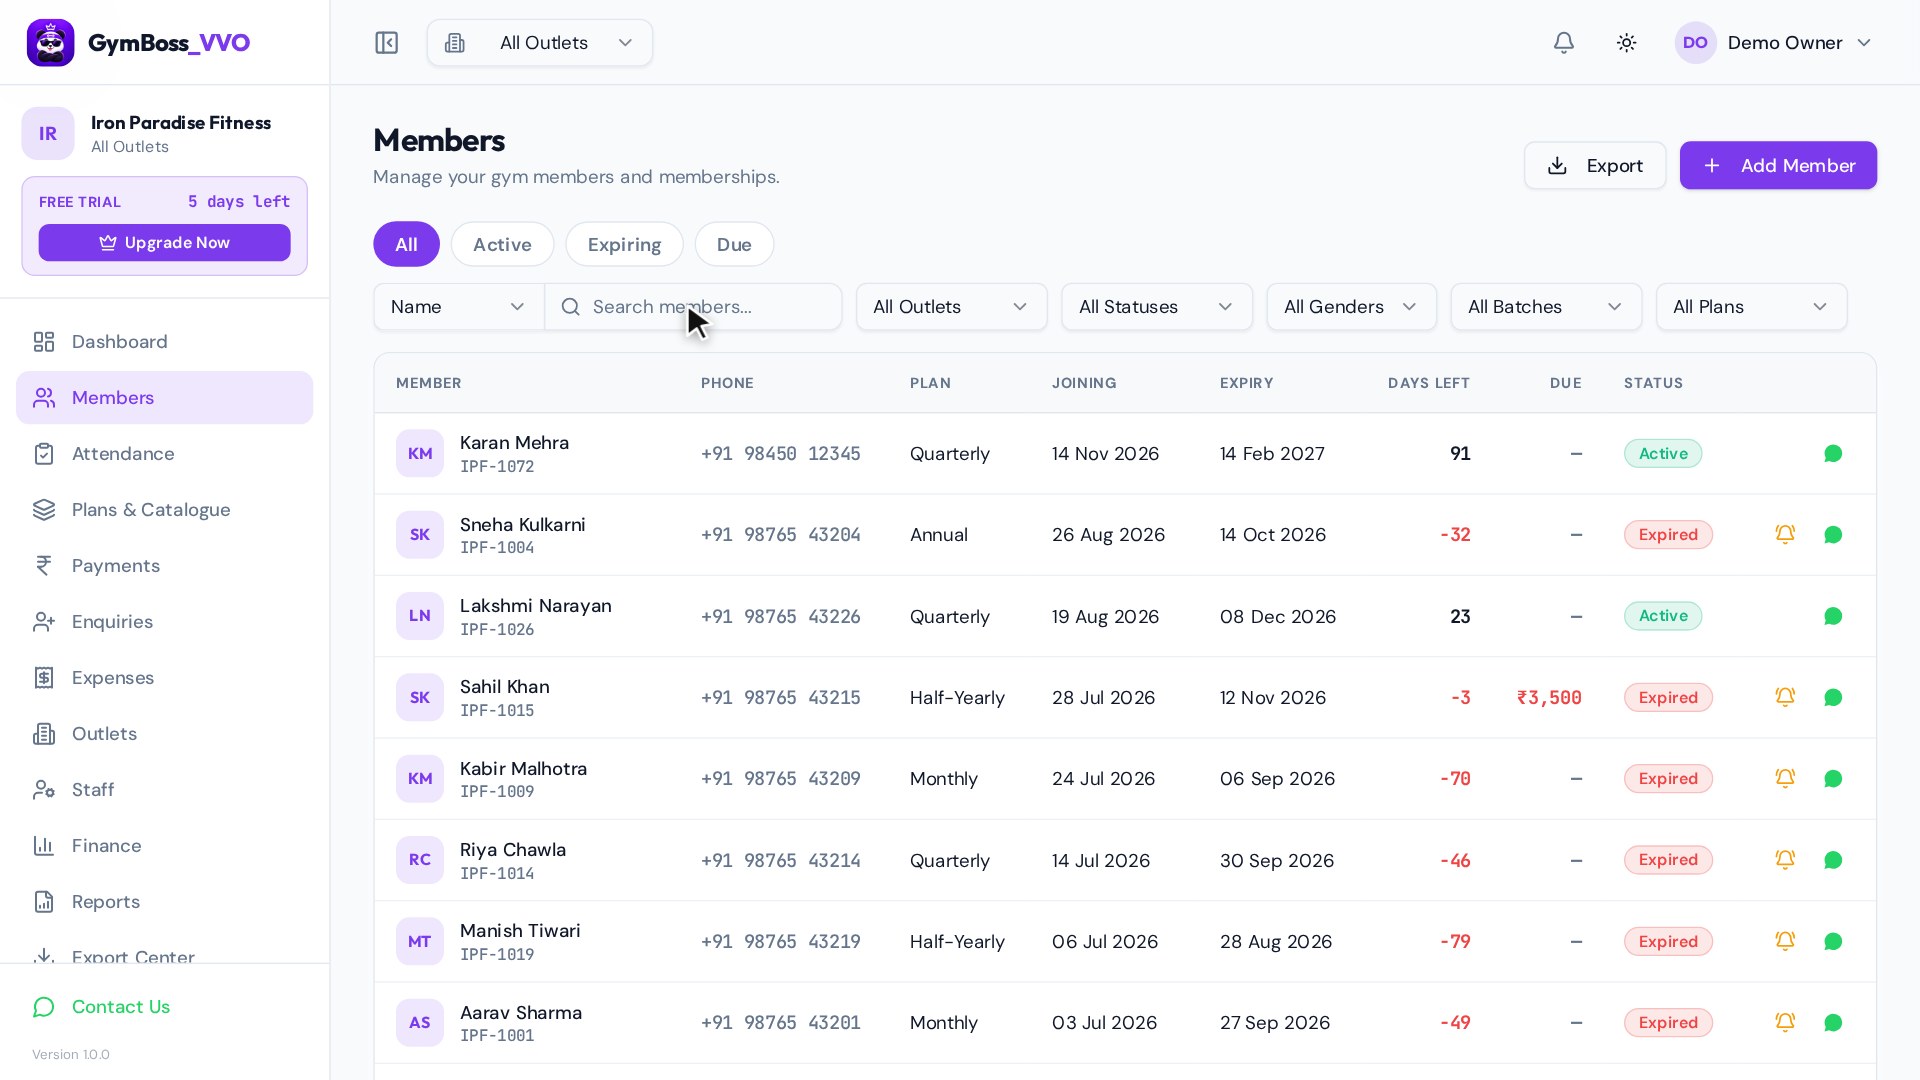 GymBoss_VVO
All Outlets
DO Demo Owner
IR Iron Paradise Fitness
All Outlets
FREE TRIAL 5 days left
Upgrade Now
Dashboard
Members
Attendance
Plans & Catalogue
Payments
Enquiries
Expenses
Outlets
Staff
Finance
Reports
Export Center
Contact Us
Version 1.0.0
Members
Manage your gym members and memberships.
Export
Add Member
All Active Expiring Due
Name Search members... All Outlets All Statuses All Genders All Batches All Plans
MEMBER PHONE PLAN JOINING EXPIRY DAYS LEFT DUE STATUS
KM Karan Mehra +91 98450 12345 Quarterly 14 Nov 2026 14 Feb 2027 91 – Active
IPF-1072
SK Sneha Kulkarni +91 98765 43204 Annual 26 Aug 2026 14 Oct 2026 -32 – Expired
IPF-1004
LN Lakshmi Narayan +91 98765 43226 Quarterly 19 Aug 2026 08 Dec 2026 23 – Active
IPF-1026
SK Sahil Khan +91 98765 43215 Half-Yearly 28 Jul 2026 12 Nov 2026 -3 ₹3,500 Expired
IPF-1015
KM Kabir Malhotra +91 98765 43209 Monthly 24 Jul 2026 06 Sep 2026 -70 – Expired
IPF-1009
RC Riya Chawla +91 98765 43214 Quarterly 14 Jul 2026 30 Sep 2026 -46 – Expired
IPF-1014
MT Manish Tiwari +91 98765 43219 Half-Yearly 06 Jul 2026 28 Aug 2026 -79 – Expired
IPF-1019
AS Aarav Sharma +91 98765 43201 Monthly 03 Jul 2026 27 Sep 2026 -49 – Expired
IPF-1001